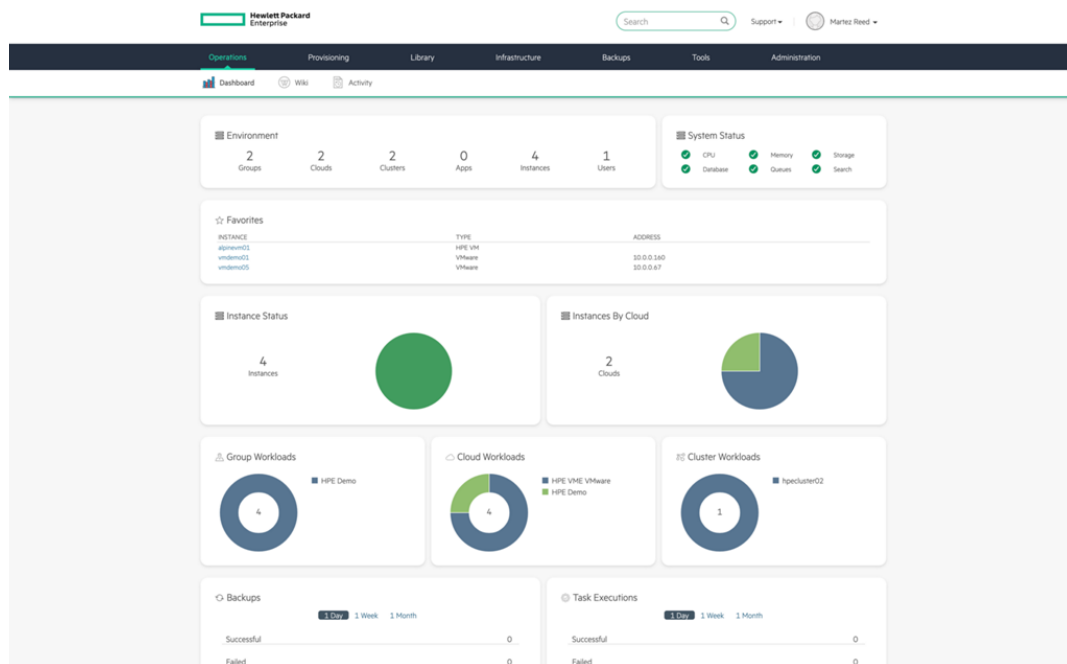 Hewlett Packard
Enterprise
Search
Support
Martez Reed
Operations Provisioning Library Infrastructure Backups Tools Administration
Dashboard Wiki Activity
Environment
2 2 2 0 4 1
Groups Clouds Clusters Apps Instances Users
System Status
CPU Memory Storage
Database Queues Search
Favorites
INSTANCE TYPE ADDRESS
alpinevm01 HPE VM
vmdemo01 VMware 10.0.0.160
vmdemo05 VMware 10.0.0.67
Instance Status
4
Instances
Instances By Cloud
2
Clouds
Group Workloads
HPE Demo
4
Cloud Workloads
HPE VME VMware
HPE Demo
4
Cluster Workloads
hpecluster02
1
Backups
1 Day 1 Week 1 Month
Successful 0
Failed 0
Task Executions
1 Day 1 Week 1 Month
Successful 0
Failed 0